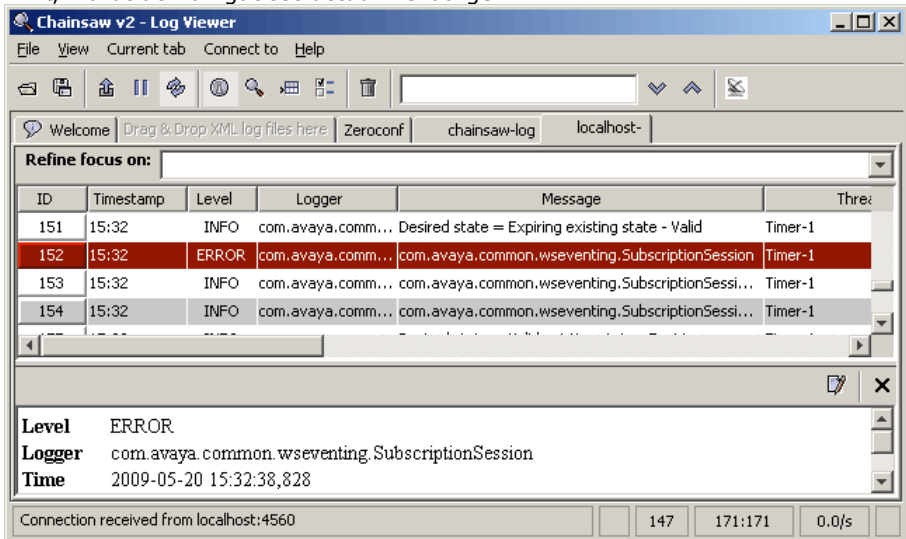 Chainsaw v2 - Log Viewer
File View Current tab Connect to Help
Welcome Drag & Drop XML log files here Zeroconf chainsaw-log localhost-
Refine focus on:
ID Timestamp Level Logger Message Threa
151 15:32 INFO com.avaya.comm... Desired state = Expiring existing state - Valid Timer-1
152 15:32 ERROR com.avaya.comm... com.avaya.common.wseventing.SubscriptionSession Timer-1
153 15:32 INFO com.avaya.comm... com.avaya.common.wseventing.SubscriptionSessi... Timer-1
154 15:32 INFO com.avaya.comm... com.avaya.common.wseventing.SubscriptionSessi... Timer-1
Level ERROR
Logger com.avaya.common.wseventing.SubscriptionSession
Time 2009-05-20 15:32:38,828
Connection received from localhost:4560 147 171:171 0.0/s